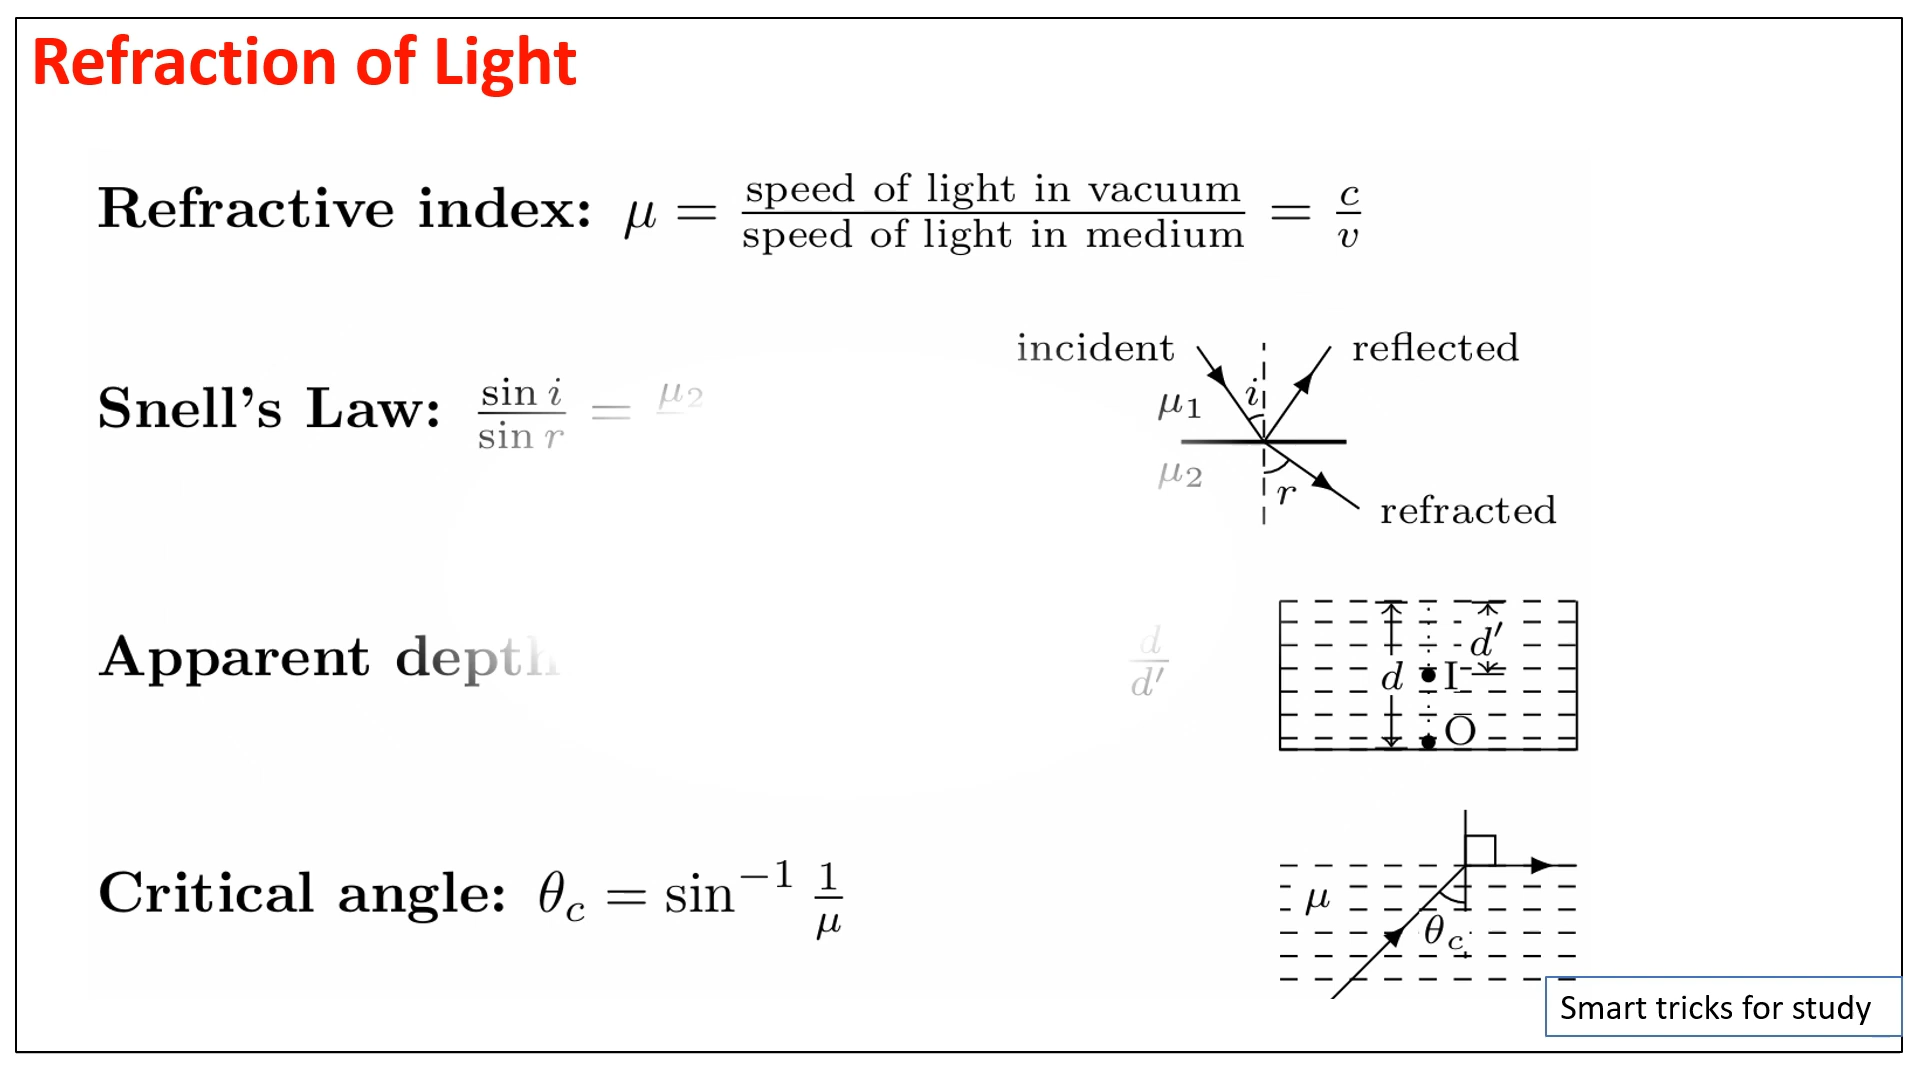 Refraction of Light
Refractive index: μ = speed of light in vacuum / speed of light in medium = c / v
Snell's Law: sin i / sin r = μ2
incident
reflected
i
μ1
μ2
r
refracted
Apparent depth
d / d′
d
d′
I
O
Critical angle: θc = sin⁻¹ 1/μ
μ
θc
Smart tricks for study